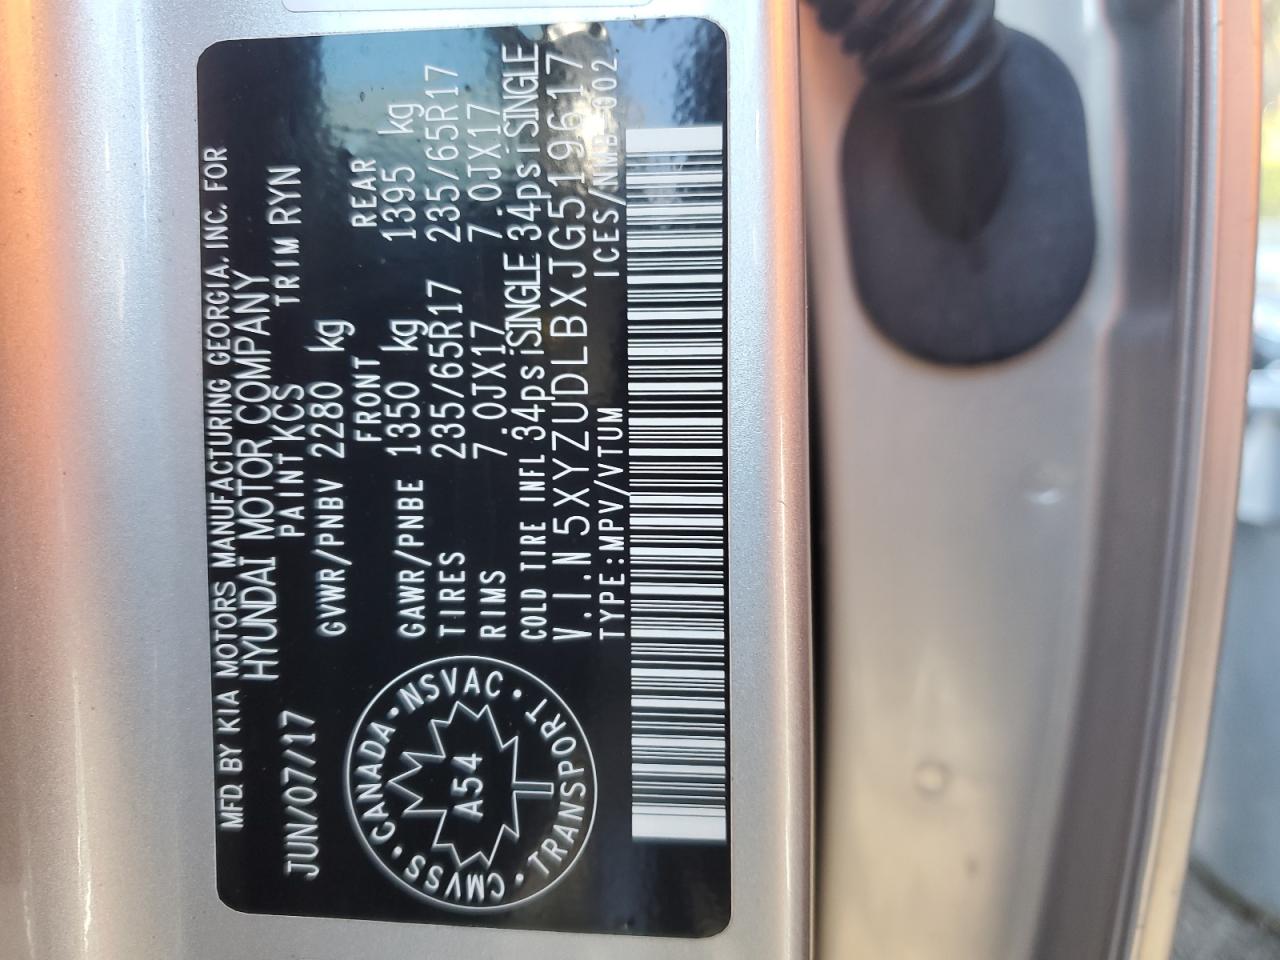 MFD. BY KIA MOTORS MANUFACTURING GEORGIA, INC. FOR
HYUNDAI MOTOR COMPANY
JUN/07/17 PAINT KCS TRIM RYN
GVWR/PNBV 2280 kg
FRONT REAR
GAWR/PNBE 1350 kg 1395 kg
TIRES 235/65R17 235/65R17
RIMS 7.0JX17 7.0JX17
COLD TIRE INFL 34psi SINGLE 34psi SINGLE
V.I.N 5XYZUDLBXJG519617
TYPE:MPV/VTUM ICES/NMB-002
CANADA-NSVAC • TRANSPORT • CMVSS •
A54